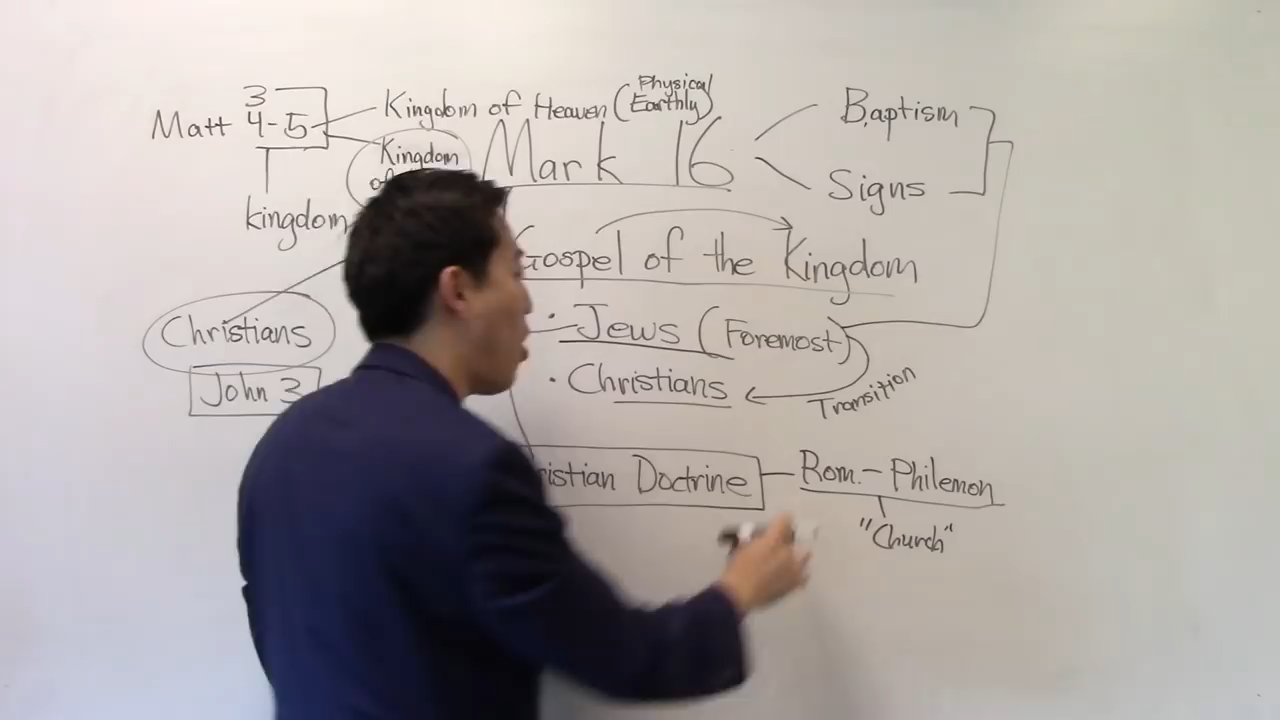 3
Matt 4-5
kingdom
Kingdom of Heaven (Physical
Earthly)
Kingdom
Mark 16
Baptism
Signs
Gospel of the Kingdom
· Jews (Foremost)
· Christians
Transition
Christians
John 3
Doctrine
Rom. - Philemon
"Church"